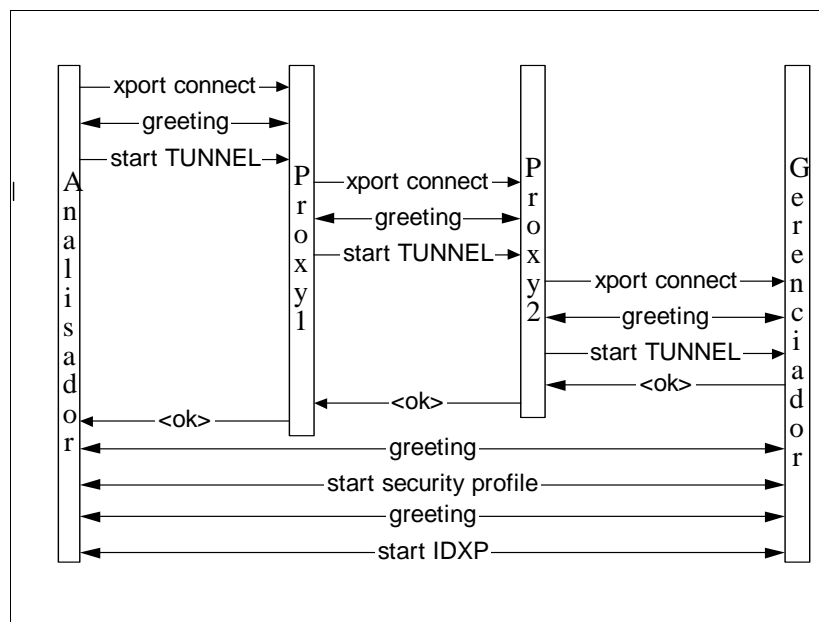 Analisador
Proxy1
Proxy2
Gerenciador
xport connect
greeting
start TUNNEL
xport connect
greeting
start TUNNEL
xport connect
greeting
start TUNNEL
<ok>
<ok>
<ok>
greeting
start security profile
greeting
start IDXP